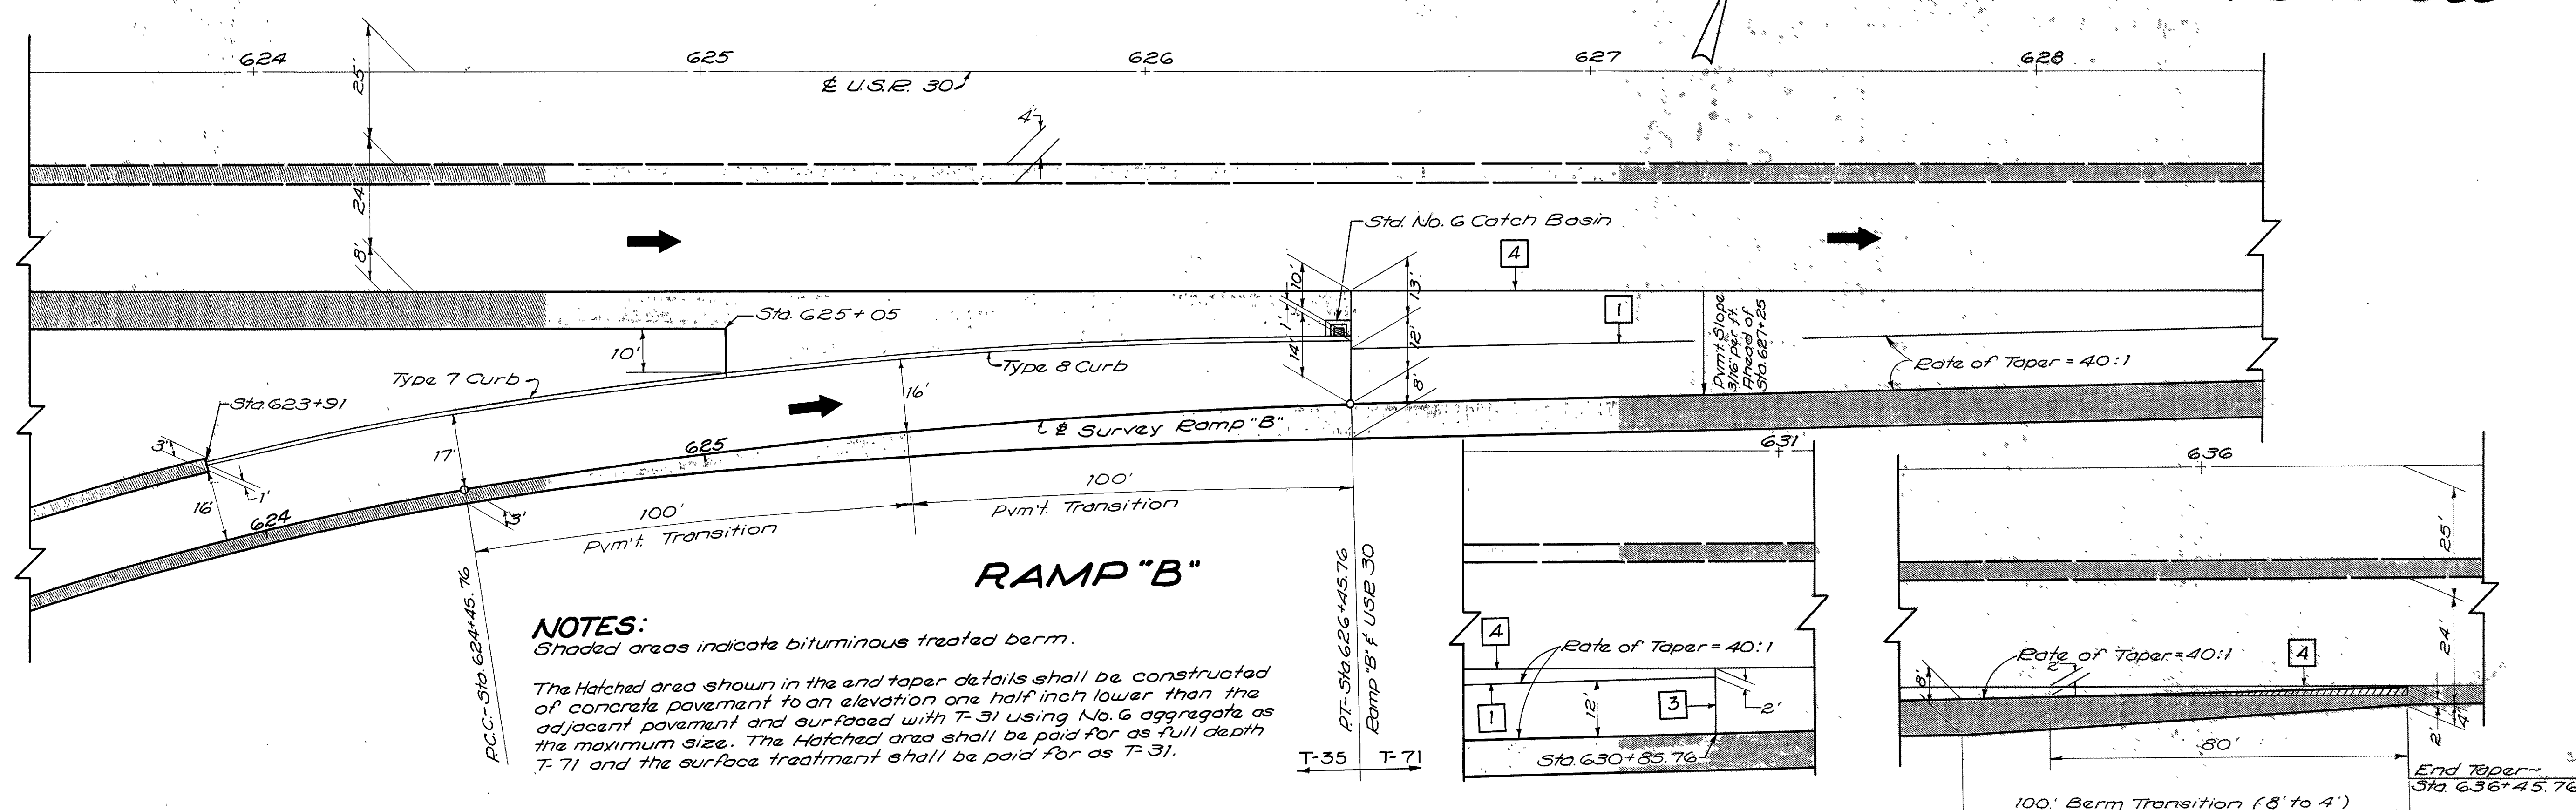 624
625
626
627
628
25'
₵ U.S.R. 30
4'
24'
8'
Std. No. 6 Catch Basin
4
10'
13'
1'
14'
12'
8'
1
Pvm't Slope
3/16" per ft.
Ahead of
Sta. 627+25
Sta. 625+05
10'
Type 7 Curb
Type 8 Curb
Rate of Taper = 40:1
Sta. 623+91
3'
1'
16'
17'
16'
624
625
₵ Survey Ramp "B"
3'
100'
Pvm't. Transition
100'
Pvm't. Transition
P.C.C.-Sta. 624+45.76
P.T.-Sta. 626+45.76
Ramp "B" & USR 30
RAMP "B"
NOTES:
Shaded areas indicate bituminous treated berm.
The Hatched area shown in the end taper details shall be constructed
of concrete pavement to an elevation one half inch lower than the
adjacent pavement and surfaced with T-31 using No. 6 aggregate as
the maximum size. The Hatched area shall be paid for as full depth
T-71 and the surface treatment shall be paid for as T-31.
T-35 T-71
631
4
Rate of Taper = 40:1
1
12'
3
2'
Sta. 630+85.76
636
25'
24'
Rate of Taper = 40:1
2'
4
8'
2'
4'
80'
End Taper~
Sta. 636+45.76
100' Berm Transition (8' to 4')